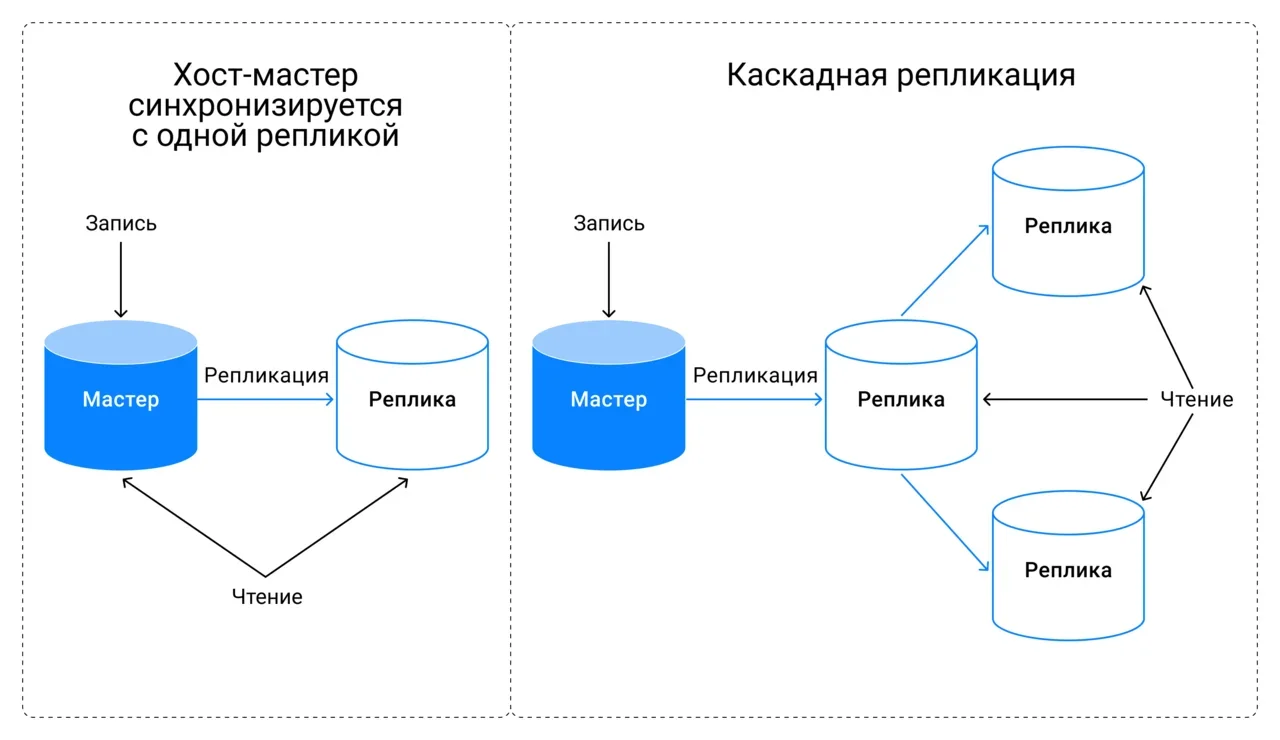 Хост-мастер
синхронизируется
с одной репликой
Запись
Мастер
Репликация
Реплика
Чтение
Каскадная репликация
Запись
Мастер
Репликация
Реплика
Реплика
Чтение
Реплика